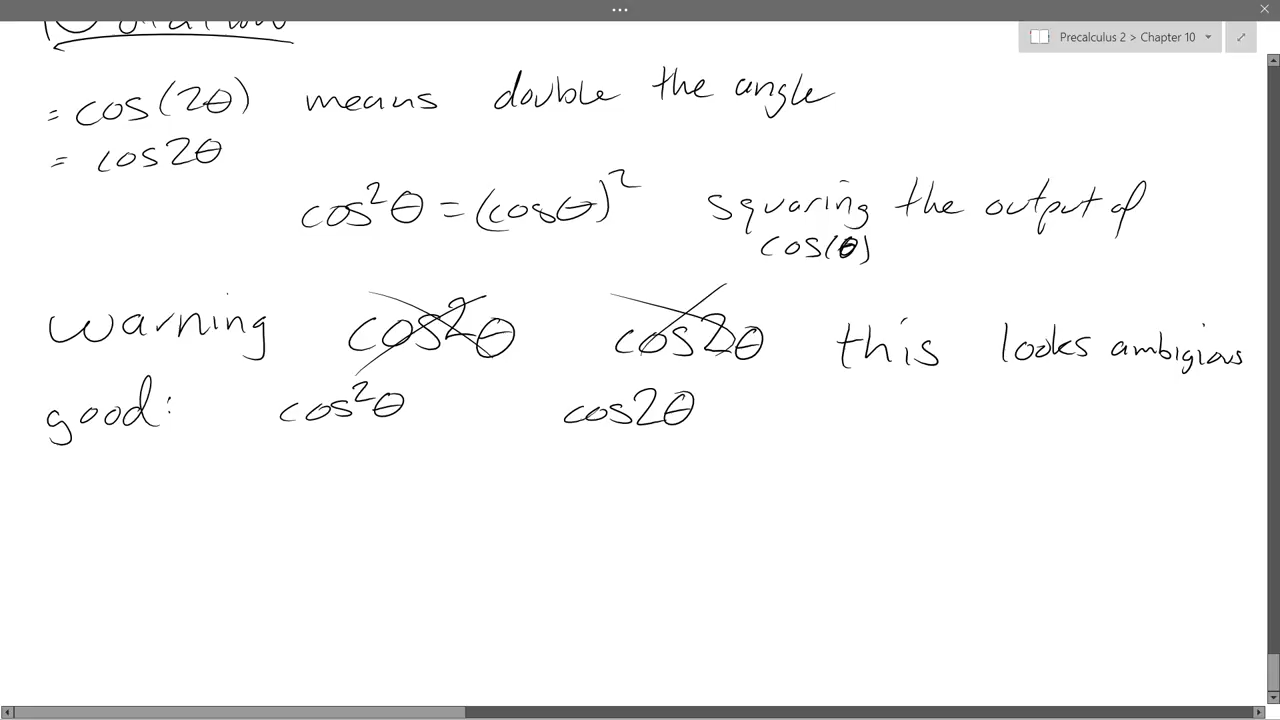 Precalculus 2 > Chapter 10
= cos(2θ) means double the angle
= cos2θ
cos²θ = (cosθ)² squaring the output of
cos(θ)
warning cos2θ cos2θ this looks ambigious
good: cos²θ cos2θ